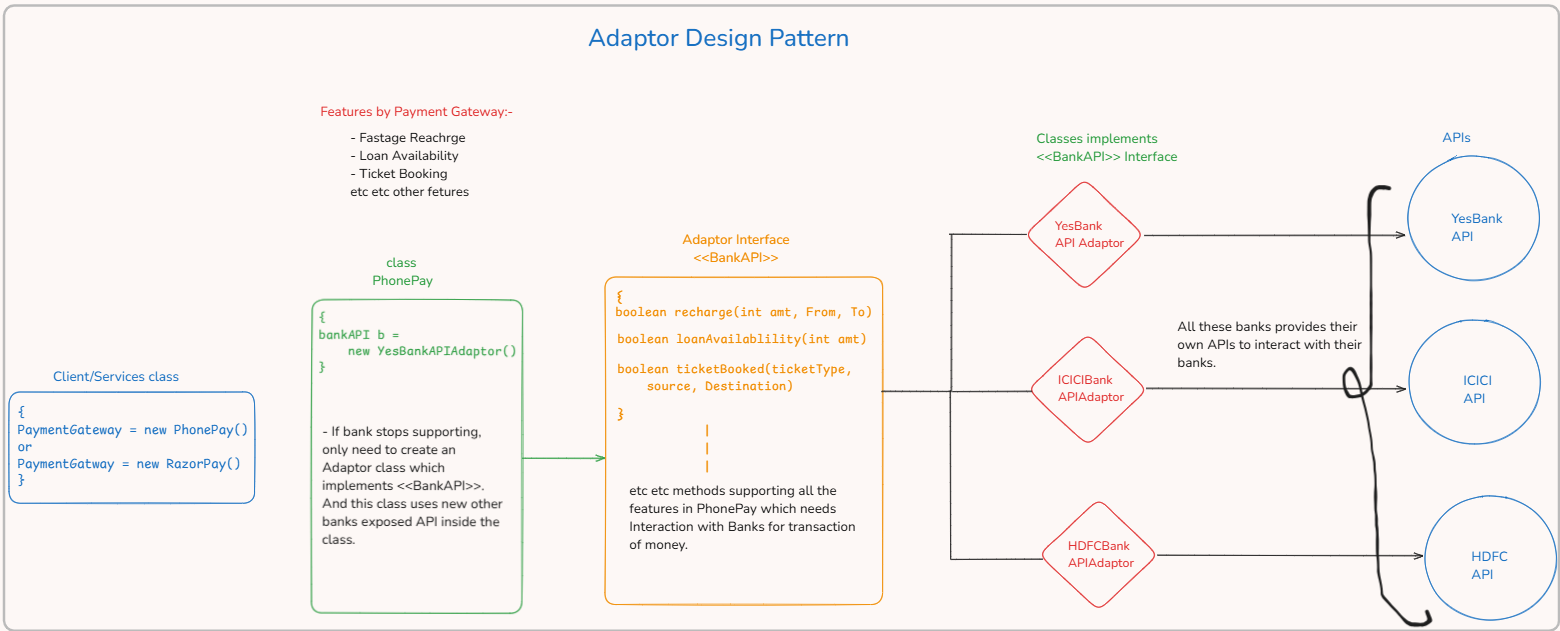 Adaptor Design Pattern
Features by Payment Gateway:-
- Fastage Reachrge
- Loan Availability
- Ticket Booking
etc etc other fetures
Client/Services class
{
PaymentGateway = new PhonePay()
or
PaymentGatway = new RazorPay()
}
class
PhonePay
{
bankAPI b =
new YesBankAPIAdaptor()
}
- If bank stops supporting,
only need to create an
Adaptor class which
implements <<BankAPI>>.
And this class uses new other
banks exposed API inside the
class.
Adaptor Interface
<<BankAPI>>
{
boolean recharge(int amt, From, To)
boolean loanAvailablility(int amt)
boolean ticketBooked(ticketType,
source, Destination)
}
|
|
|
etc etc methods supporting all the
features in PhonePay which needs
Interaction with Banks for transaction
of money.
Classes implements
<<BankAPI>> Interface
YesBank
API Adaptor
ICICIBank
APIAdaptor
HDFCBank
APIAdaptor
All these banks provides their
own APIs to interact with their
banks.
APIs
YesBank
API
ICICI
API
HDFC
API